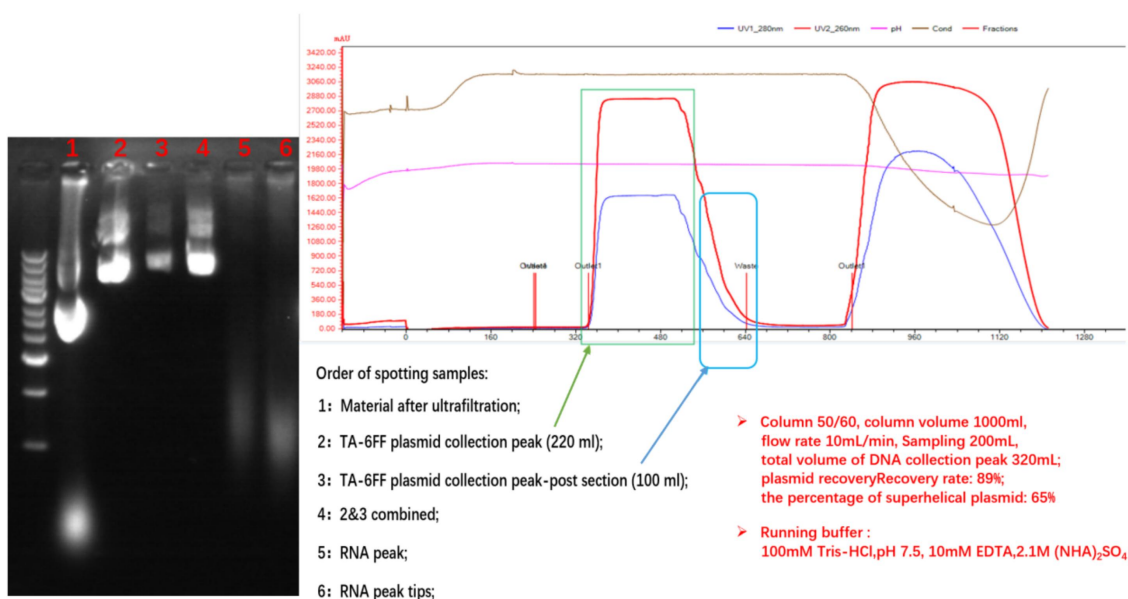 UV1_280nm UV2_260nm pH Cond Fractions
mAU
3420.00
3240.00
3060.00
2880.00
2700.00
2520.00
2340.00
2160.00
1980.00
1800.00
1620.00
1440.00
1260.00
1080.00
900.00
720.00
540.00
360.00
180.00
0.00
Outlet1 Waste Outlet1
0 160 320 480 640 800 960 1120 1280
1 2 3 4 5 6
Order of spotting samples:
1: Material after ultrafiltration;
2: TA-6FF plasmid collection peak (220 ml);
3: TA-6FF plasmid collection peak-post section (100 ml);
4: 2&3 combined;
5: RNA peak;
6: RNA peak tips;
Column 50/60, column volume 1000ml,
flow rate 10mL/min, Sampling 200mL,
total volume of DNA collection peak 320mL;
plasmid recoveryRecovery rate: 89%;
the percentage of superhelical plasmid: 65%
Running buffer :
100mM Tris-HCl,pH 7.5, 10mM EDTA,2.1M (NHA)₂SO₄